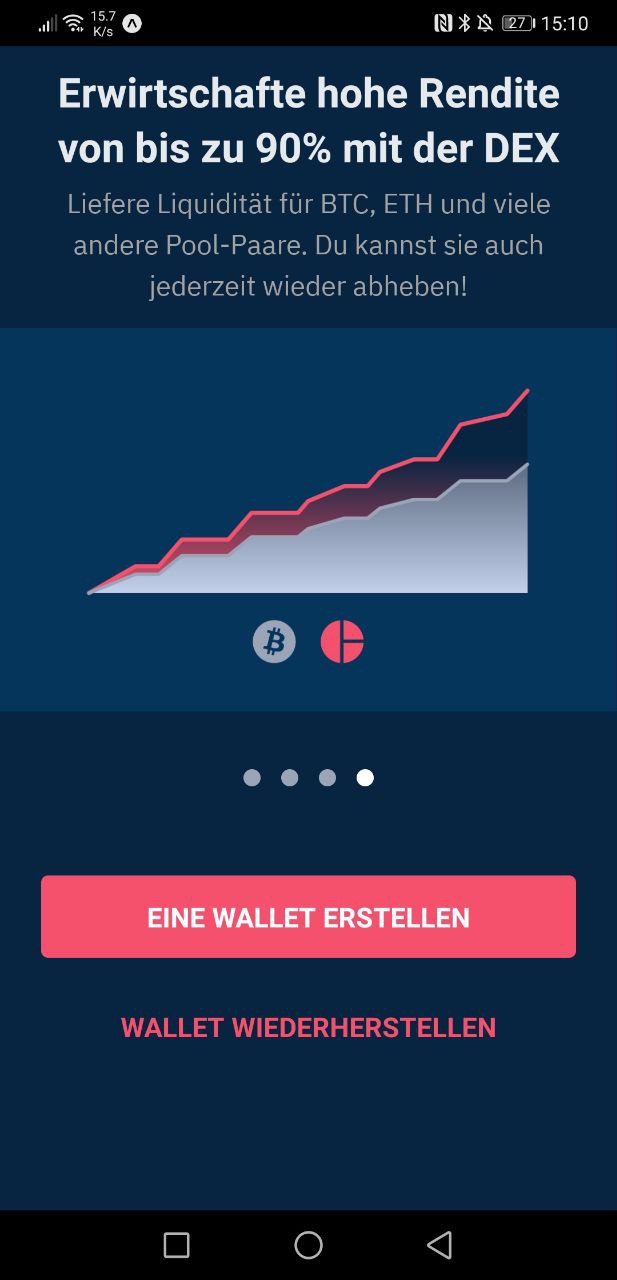 15.7
K/s
27
15:10
Erwirtschafte hohe Rendite
von bis zu 90% mit der DEX
Liefere Liquidität für BTC, ETH und viele
andere Pool-Paare. Du kannst sie auch
jederzeit wieder abheben!
EINE WALLET ERSTELLEN
WALLET WIEDERHERSTELLEN